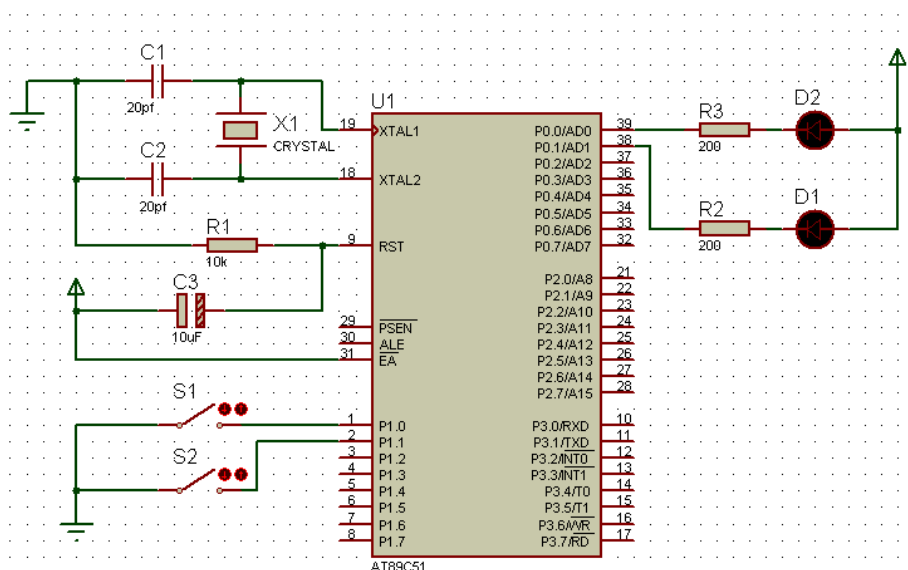 C1
20pf
X1
CRYSTAL
C2
20pf
R1
10k
C3
10uF
S1
S2
U1
19 XTAL1
18 XTAL2
9 RST
29 PSEN
30 ALE
31 EA
1 P1.0
2 P1.1
3 P1.2
4 P1.3
5 P1.4
6 P1.5
7 P1.6
8 P1.7
P0.0/AD0 39
P0.1/AD1 38
P0.2/AD2 37
P0.3/AD3 36
P0.4/AD4 35
P0.5/AD5 34
P0.6/AD6 33
P0.7/AD7 32
P2.0/A8 21
P2.1/A9 22
P2.2/A10 23
P2.3/A11 24
P2.4/A12 25
P2.5/A13 26
P2.6/A14 27
P2.7/A15 28
P3.0/RXD 10
P3.1/TXD 11
P3.2/INT0 12
P3.3/INT1 13
P3.4/T0 14
P3.5/T1 15
P3.6/WR 16
P3.7/RD 17
AT89C51
R3
200
D2
R2
200
D1